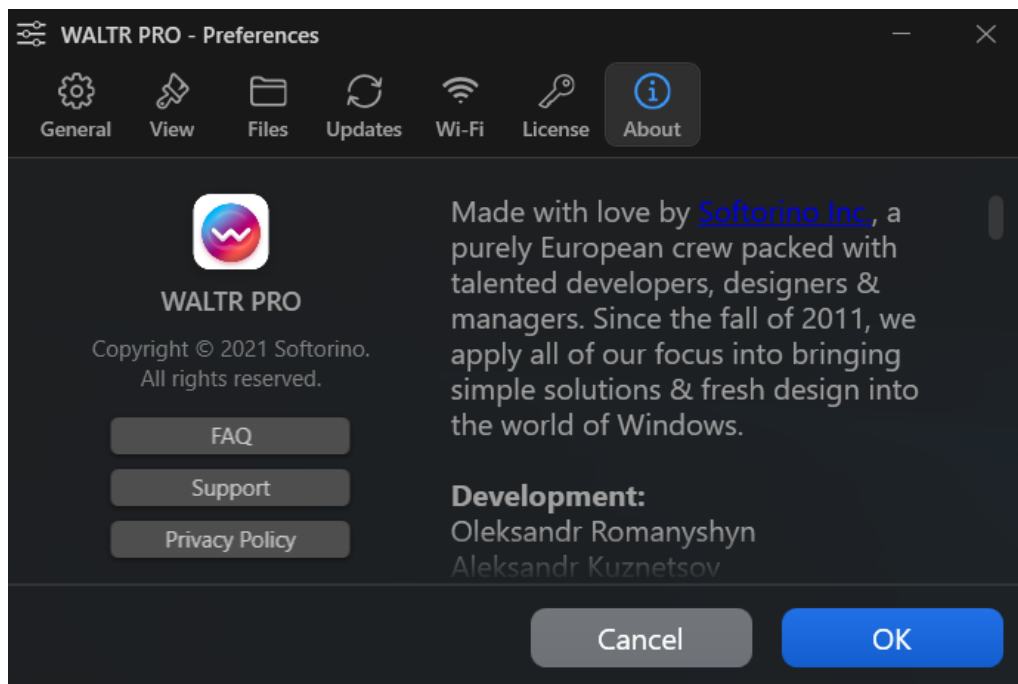 WALTR PRO - Preferences
General View Files Updates Wi-Fi License About
WALTR PRO
Copyright © 2021 Softorino.
All rights reserved.
FAQ
Support
Privacy Policy
Made with love by Softorino Inc., a
purely European crew packed with
talented developers, designers &
managers. Since the fall of 2011, we
apply all of our focus into bringing
simple solutions & fresh design into
the world of Windows.
Development:
Oleksandr Romanyshyn
Aleksandr Kuznetsov
Cancel OK